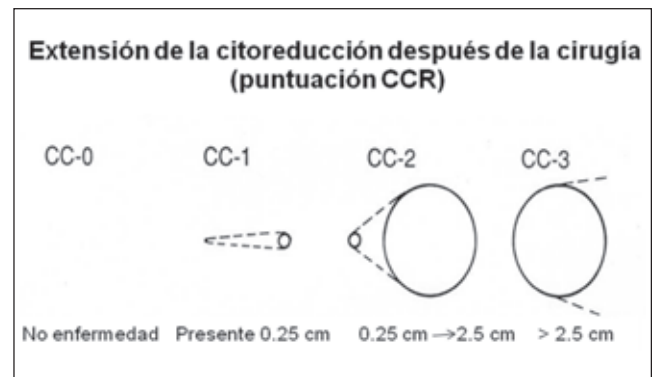 Extensión de la citoreducción después de la cirugía
(puntuación CCR)
CC-0 CC-1 CC-2 CC-3
No enfermedad Presente 0.25 cm 0.25 cm →2.5 cm > 2.5 cm